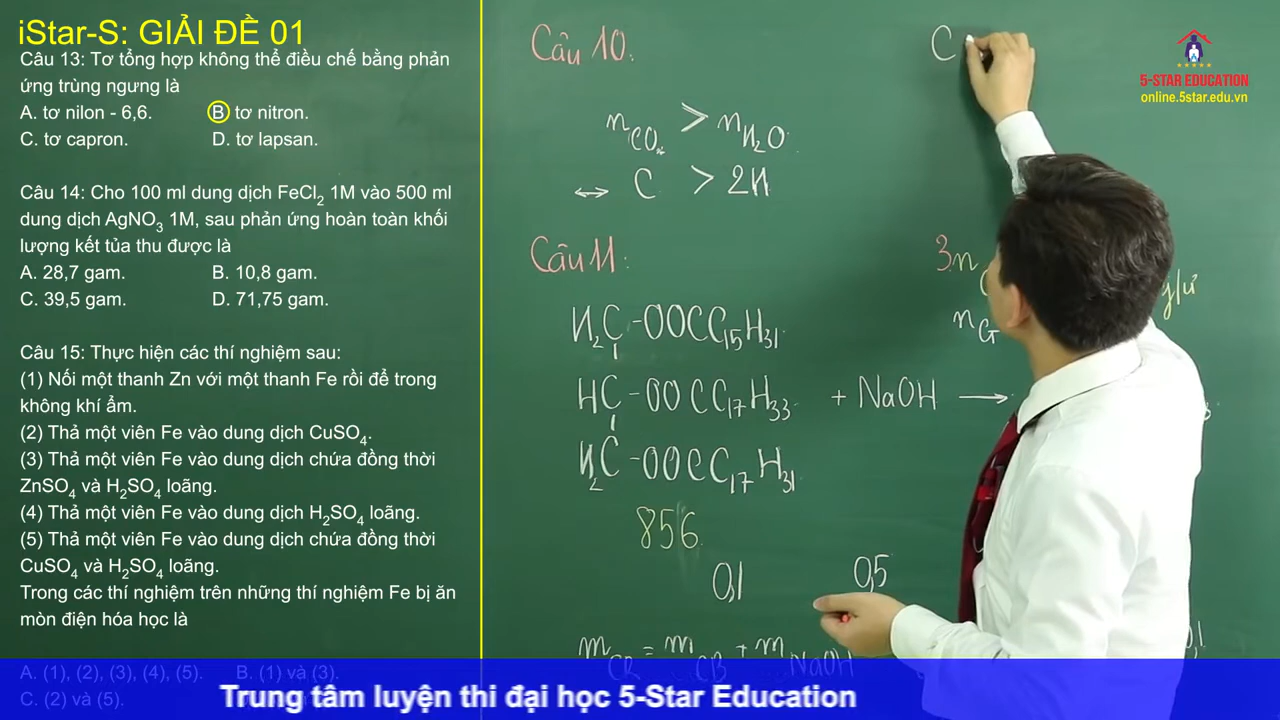 iStar-S: GIẢI ĐỀ 01
Câu 13: Tơ tổng hợp không thể điều chế bằng phản
ứng trùng ngưng là
A. tơ nilon - 6,6. B. tơ nitron.
C. tơ capron. D. tơ lapsan.
Câu 14: Cho 100 ml dung dịch FeCl₂ 1M vào 500 ml
dung dịch AgNO₃ 1M, sau phản ứng hoàn toàn khối
lượng kết tủa thu được là
A. 28,7 gam. B. 10,8 gam.
C. 39,5 gam. D. 71,75 gam.
Câu 15: Thực hiện các thí nghiệm sau:
(1) Nối một thanh Zn với một thanh Fe rồi để trong
không khí ẩm.
(2) Thả một viên Fe vào dung dịch CuSO₄.
(3) Thả một viên Fe vào dung dịch chứa đồng thời
ZnSO₄ và H₂SO₄ loãng.
(4) Thả một viên Fe vào dung dịch H₂SO₄ loãng.
(5) Thả một viên Fe vào dung dịch chứa đồng thời
CuSO₄ và H₂SO₄ loãng.
Trong các thí nghiệm trên những thí nghiệm Fe bị ăn
mòn điện hóa học là
A. (1), (2), (3), (4), (5). B. (1) và (3).
C. (2) và (5).
Câu 10:
C
n CO₂ > n H₂O
↔ C > 2H
Câu 11:
3n
n G
H₂C -OOCC₁₅H₃₁
HC -OOCC₁₇H₃₃ + NaOH →
H₂C -OOCC₁₇H₃₁
856
0,1 0,5
m CR = m CB + m NaOH
5-STAR EDUCATION
online.5star.edu.vn
Trung tâm luyện thi đại học 5-Star Education